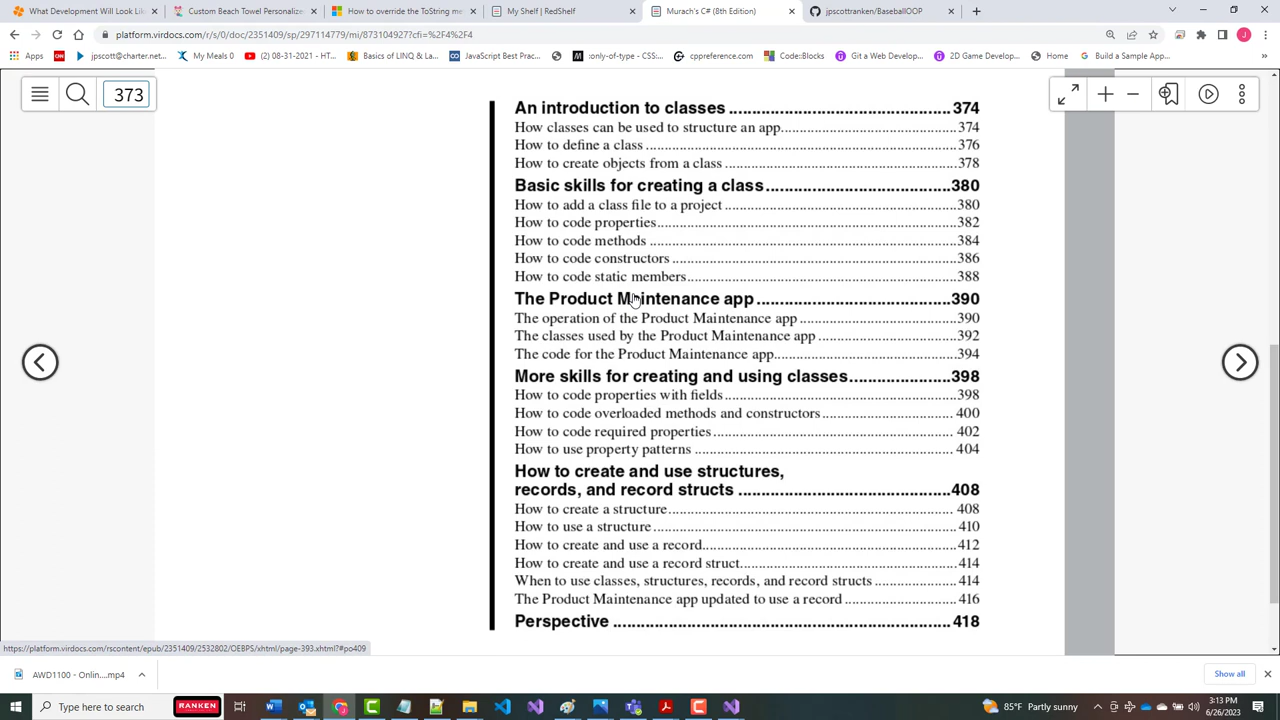 What Development Will Look Lik
Custom Beach Towel Personalize
How to override the ToString me
My Shelf | RedShelf
Murach's C# (8th Edition)
jpscottranken/BaseballOOP
platform.virdocs.com/r/s/0/doc/2351409/sp/297114779/mi/873104927?cfi=%2F4%2F4
Apps
jpscott@charter.net...
My Meals 0
(2) 08-31-2021 - HT...
Basics of LINQ & La...
JavaScript Best Prac...
:only-of-type - CSS:...
cppreference.com
Code::Blocks
Git a Web Develop...
2D Game Develop...
Home
Build a Sample App...
373
An introduction to classes 374
How classes can be used to structure an app 374
How to define a class 376
How to create objects from a class 378
Basic skills for creating a class 380
How to add a class file to a project 380
How to code properties 382
How to code methods 384
How to code constructors 386
How to code static members 388
The Product Maintenance app 390
The operation of the Product Maintenance app 390
The classes used by the Product Maintenance app 392
The code for the Product Maintenance app 394
More skills for creating and using classes 398
How to code properties with fields 398
How to code overloaded methods and constructors 400
How to code required properties 402
How to use property patterns 404
How to create and use structures,
records, and record structs 408
How to create a structure 408
How to use a structure 410
How to create and use a record 412
How to create and use a record struct 414
When to use classes, structures, records, and record structs 414
The Product Maintenance app updated to use a record 416
Perspective 418
https://platform.virdocs.com/rscontent/epub/2351409/2532802/OEBPS/xhtml/page-393.xhtml?#po409
AWD1100 - Onlin....mp4
Show all
Type here to search
RANKEN
85°F Partly sunny
3:13 PM
6/26/2023